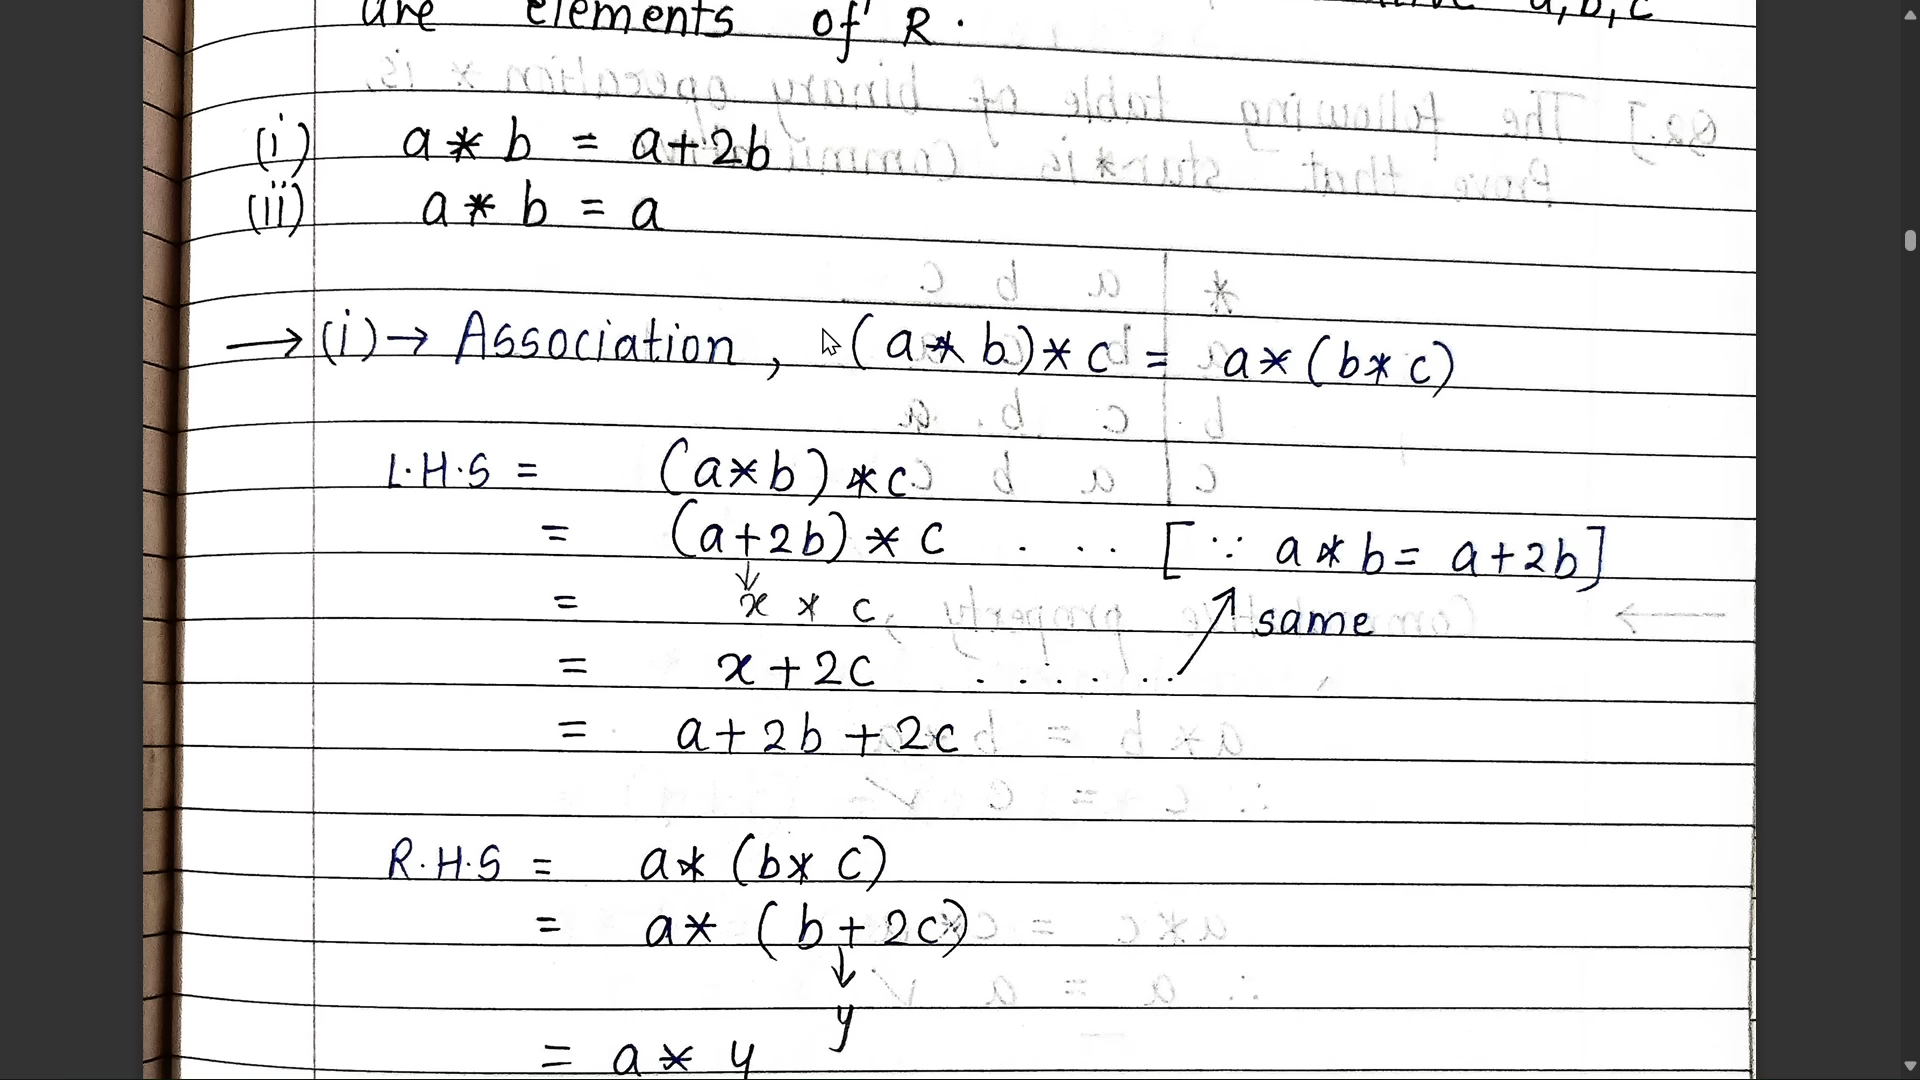 are elements of R. a,b,c
(i) a * b = a+2b
(ii) a * b = a
→ (i) → Association, (a * b) * c = a * (b * c)
L.H.S = (a * b) * c
= (a+2b) * c . . . [∵ a * b = a+2b]
= x * c same
= x + 2c . . . . . .
= a + 2b + 2c
R.H.S = a * (b * c)
= a * (b + 2c)
y
= a * y